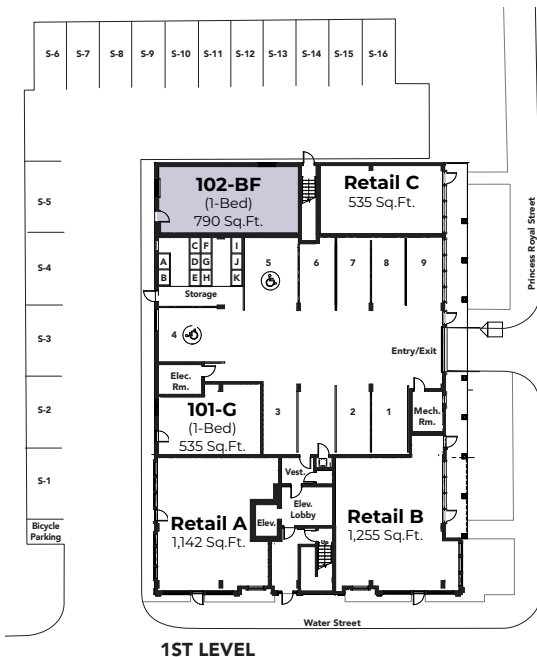 S-6 S-7 S-8 S-9 S-10 S-11 S-12 S-13 S-14 S-15 S-16
S-5
S-4
S-3
S-2
S-1
Bicycle
Parking
102-BF
(1-Bed)
790 Sq.Ft.
Retail C
535 Sq.Ft.
Princess Royal Street
C F I
A D G J
B E H K
Storage
5 6 7 8 9
4
Entry/Exit
Elec.
Rm.
101-G
(1-Bed)
535 Sq.Ft.
3 2 1
Mech.
Rm.
Vest.
Elev.
Lobby
Elev.
Up
Retail A
1,142 Sq.Ft.
Retail B
1,255 Sq.Ft.
Water Street
1ST LEVEL